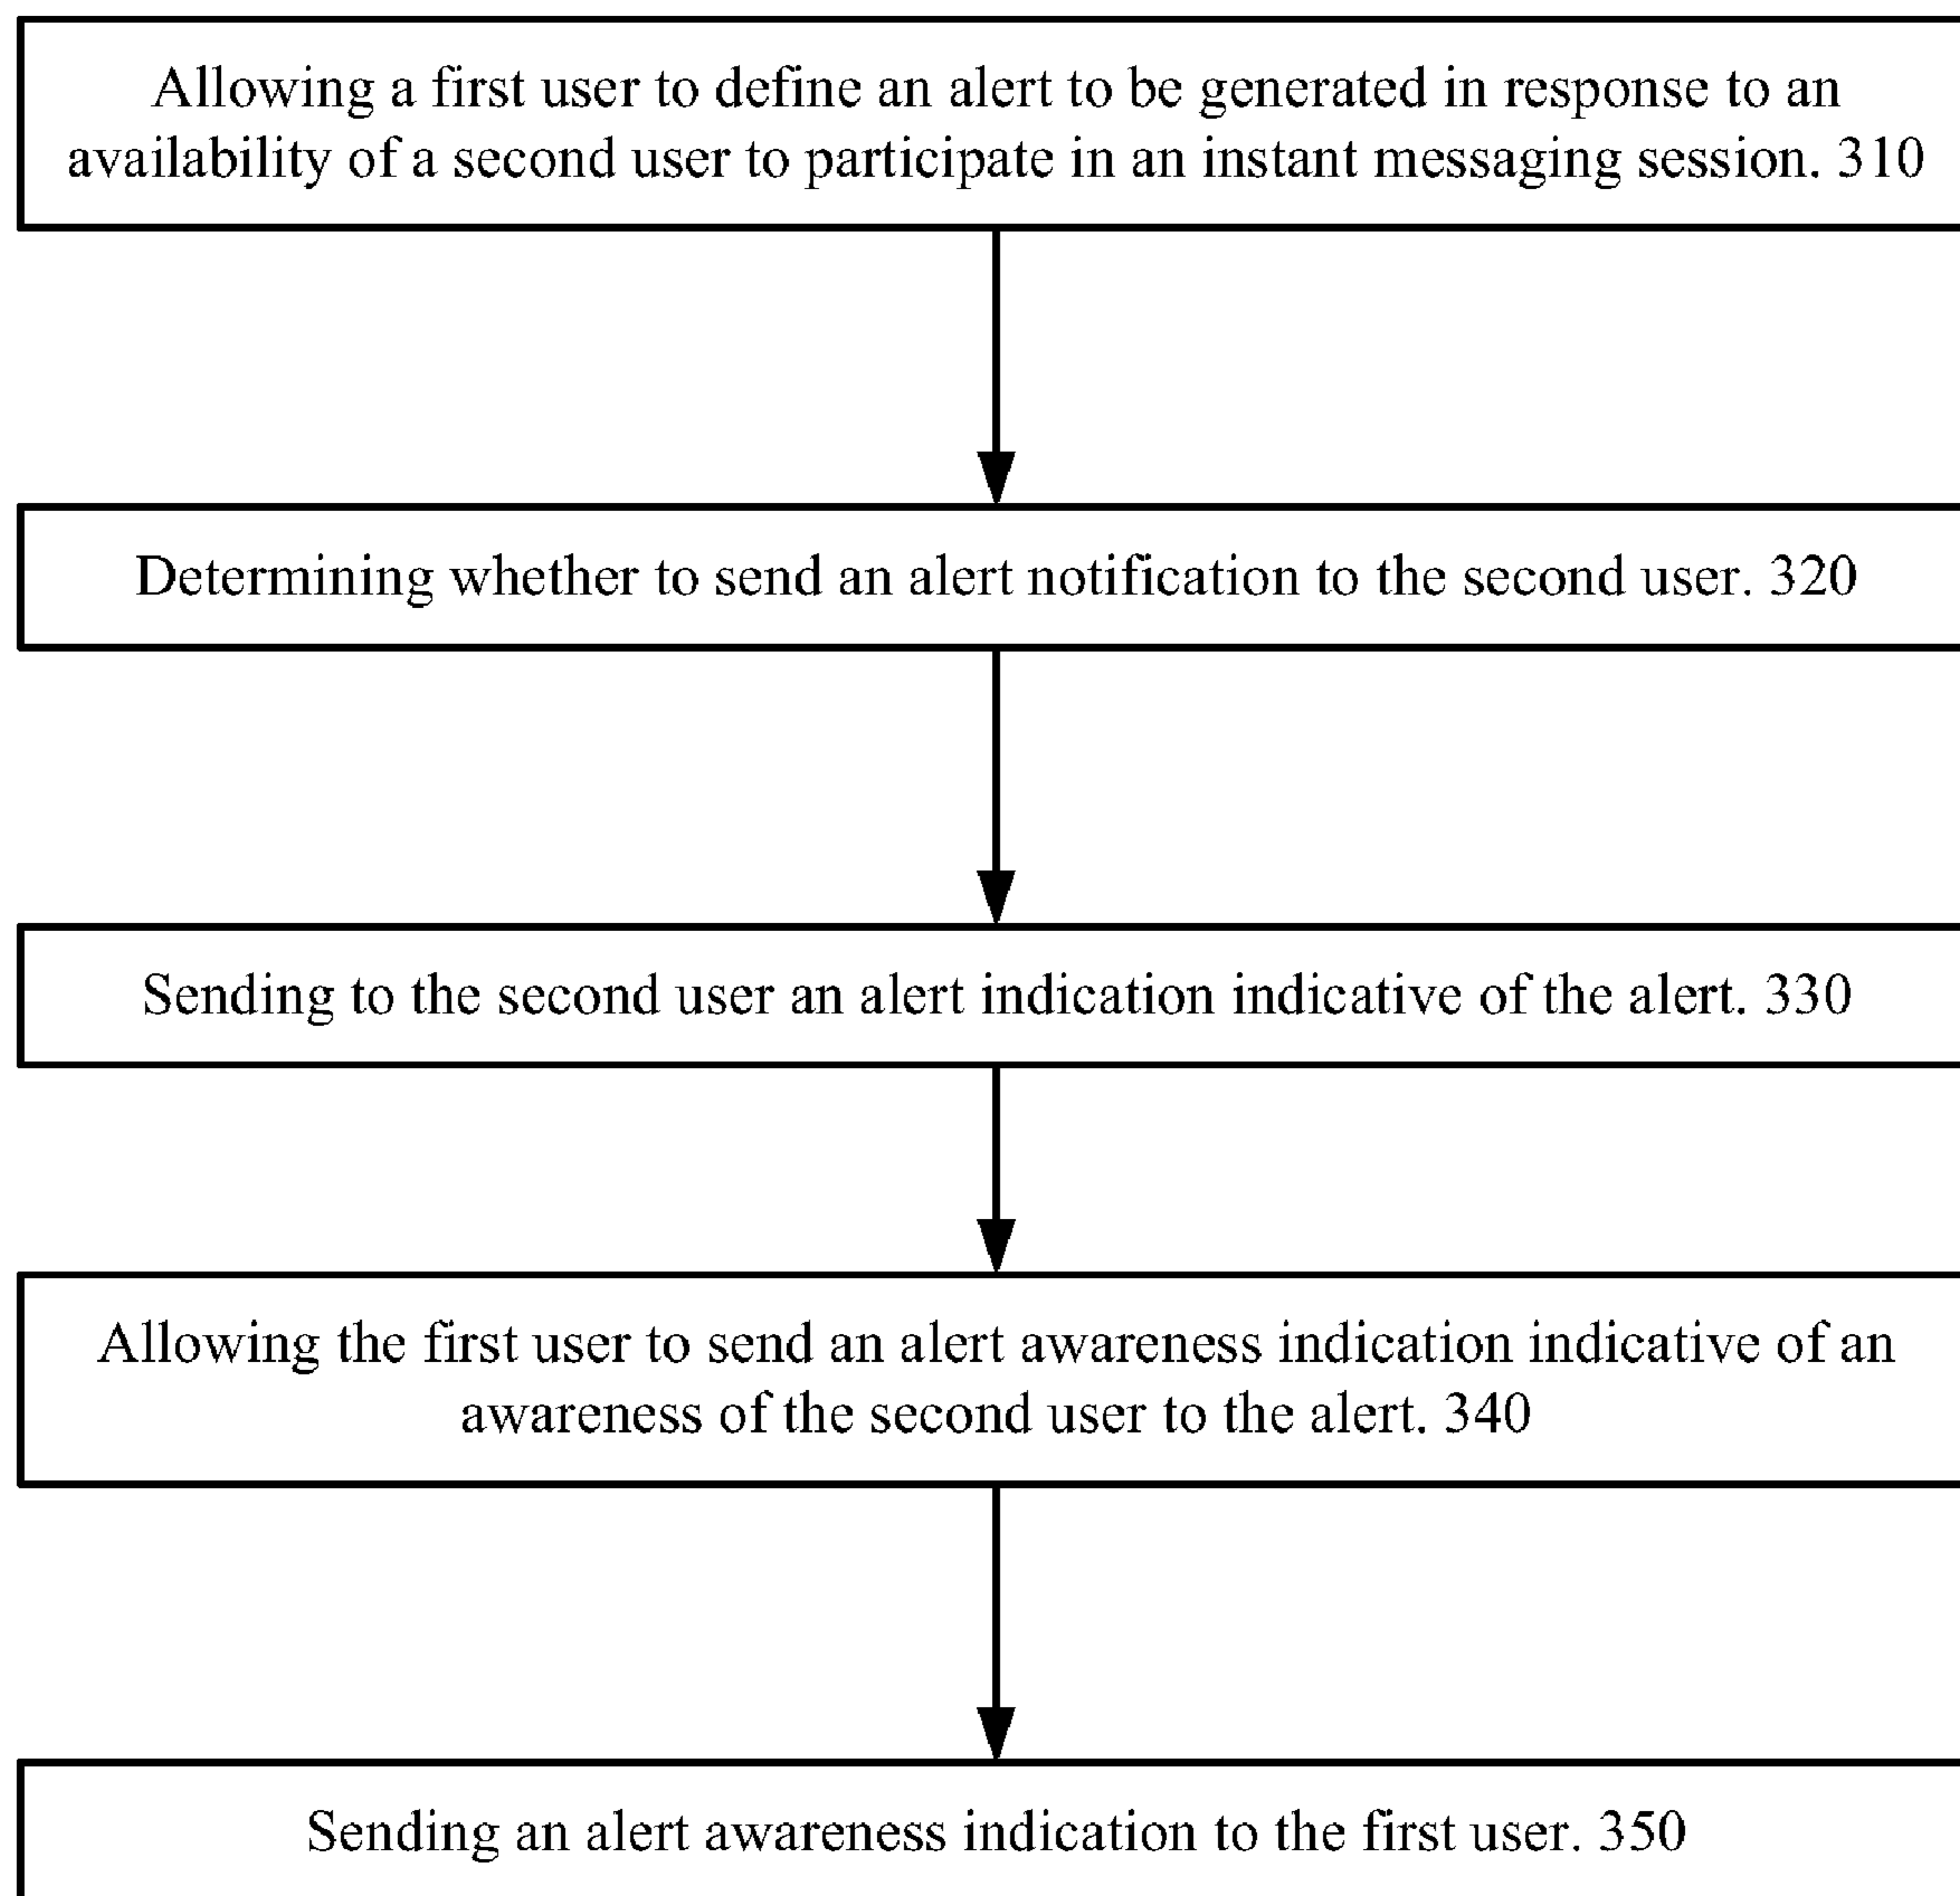 Allowing a first user to define an alert to be generated in response to an
availability of a second user to participate in an instant messaging session. 310
Determining whether to send an alert notification to the second user. 320
Sending to the second user an alert indication indicative of the alert. 330
Allowing the first user to send an alert awareness indication indicative of an
awareness of the second user to the alert. 340
Sending an alert awareness indication to the first user. 350